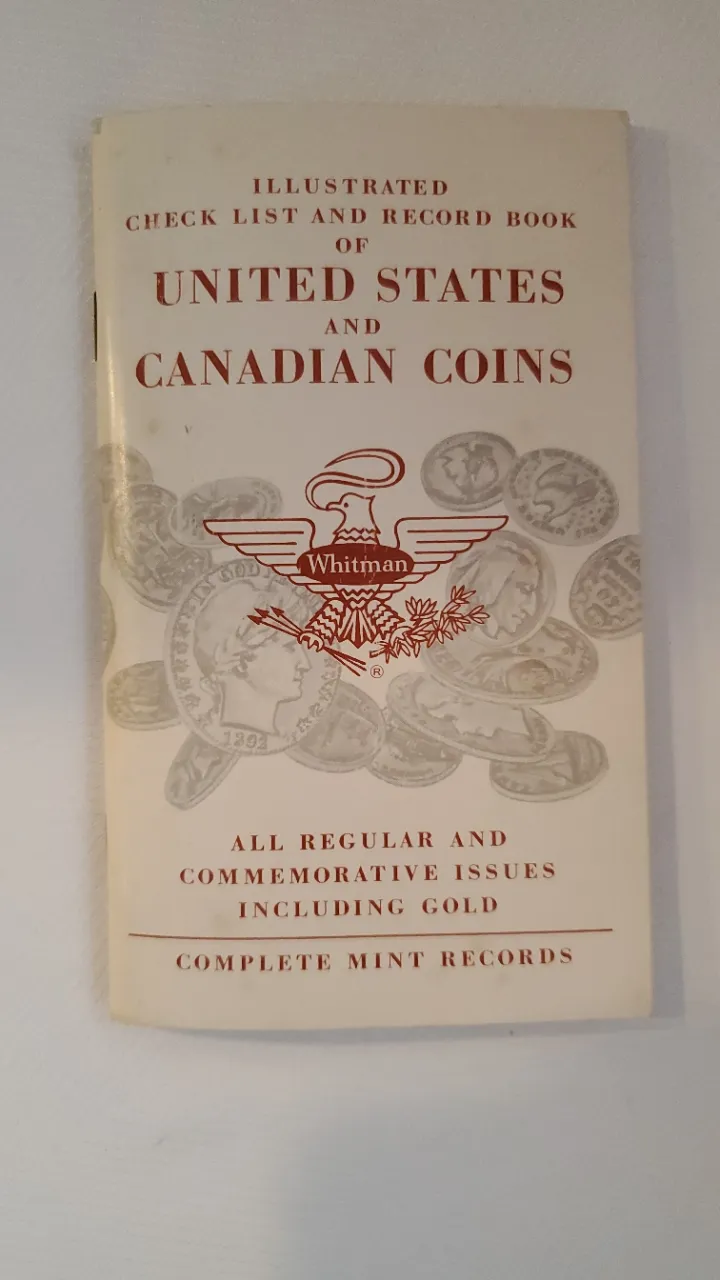 ILLUSTRATED
CHECK LIST AND RECORD BOOK
OF
UNITED STATES
AND
CANADIAN COINS
Whitman
®
ALL REGULAR AND
COMMEMORATIVE ISSUES
INCLUDING GOLD
COMPLETE MINT RECORDS